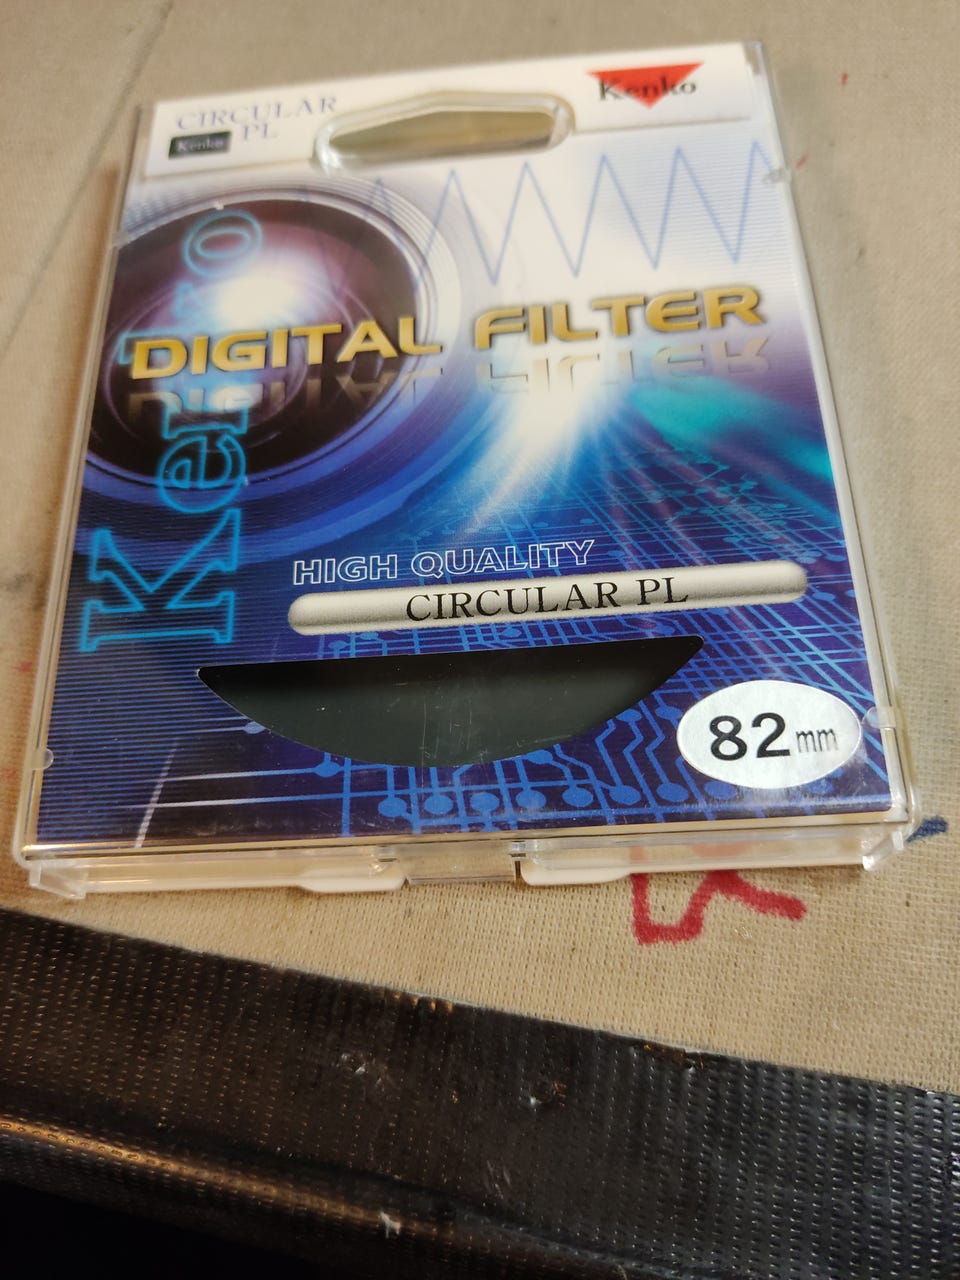 CIRCULAR
PL
Kenko
Kenko
DIGITAL FILTER
Kenko
HIGH QUALITY
CIRCULAR PL
82mm